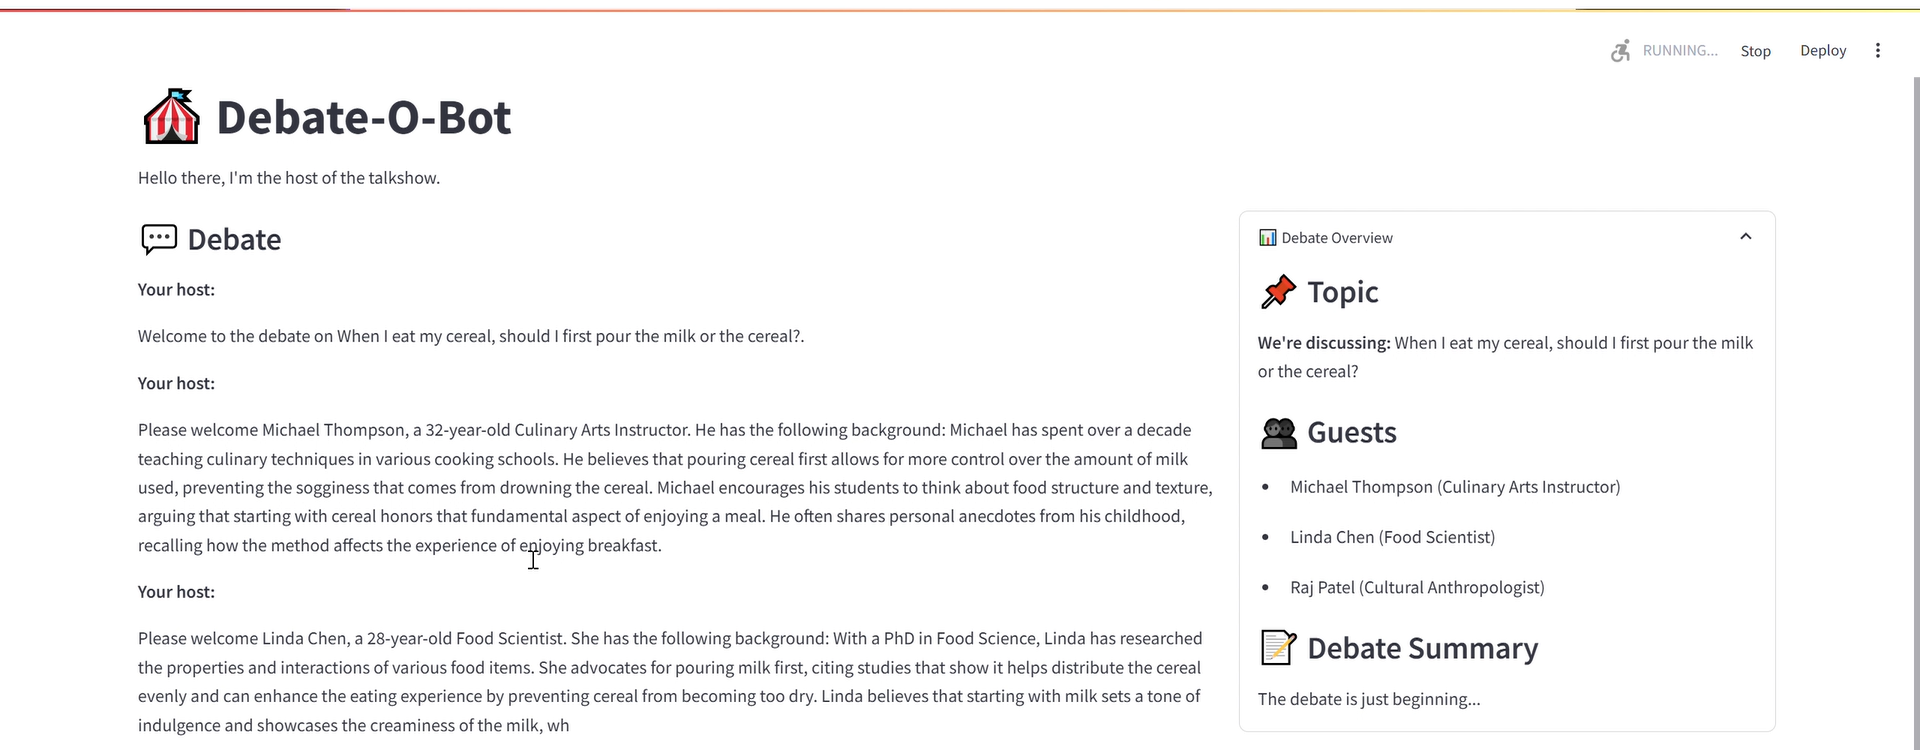 RUNNING... Stop Deploy
Debate-O-Bot
Hello there, I'm the host of the talkshow.
Debate
Your host:
Welcome to the debate on When I eat my cereal, should I first pour the milk or the cereal?.
Your host:
Please welcome Michael Thompson, a 32-year-old Culinary Arts Instructor. He has the following background: Michael has spent over a decade
teaching culinary techniques in various cooking schools. He believes that pouring cereal first allows for more control over the amount of milk
used, preventing the sogginess that comes from drowning the cereal. Michael encourages his students to think about food structure and texture,
arguing that starting with cereal honors that fundamental aspect of enjoying a meal. He often shares personal anecdotes from his childhood,
recalling how the method affects the experience of enjoying breakfast.
Your host:
Please welcome Linda Chen, a 28-year-old Food Scientist. She has the following background: With a PhD in Food Science, Linda has researched
the properties and interactions of various food items. She advocates for pouring milk first, citing studies that show it helps distribute the cereal
evenly and can enhance the eating experience by preventing cereal from becoming too dry. Linda believes that starting with milk sets a tone of
indulgence and showcases the creaminess of the milk, wh
Debate Overview
Topic
We're discussing: When I eat my cereal, should I first pour the milk
or the cereal?
Guests
• Michael Thompson (Culinary Arts Instructor)
• Linda Chen (Food Scientist)
• Raj Patel (Cultural Anthropologist)
Debate Summary
The debate is just beginning...